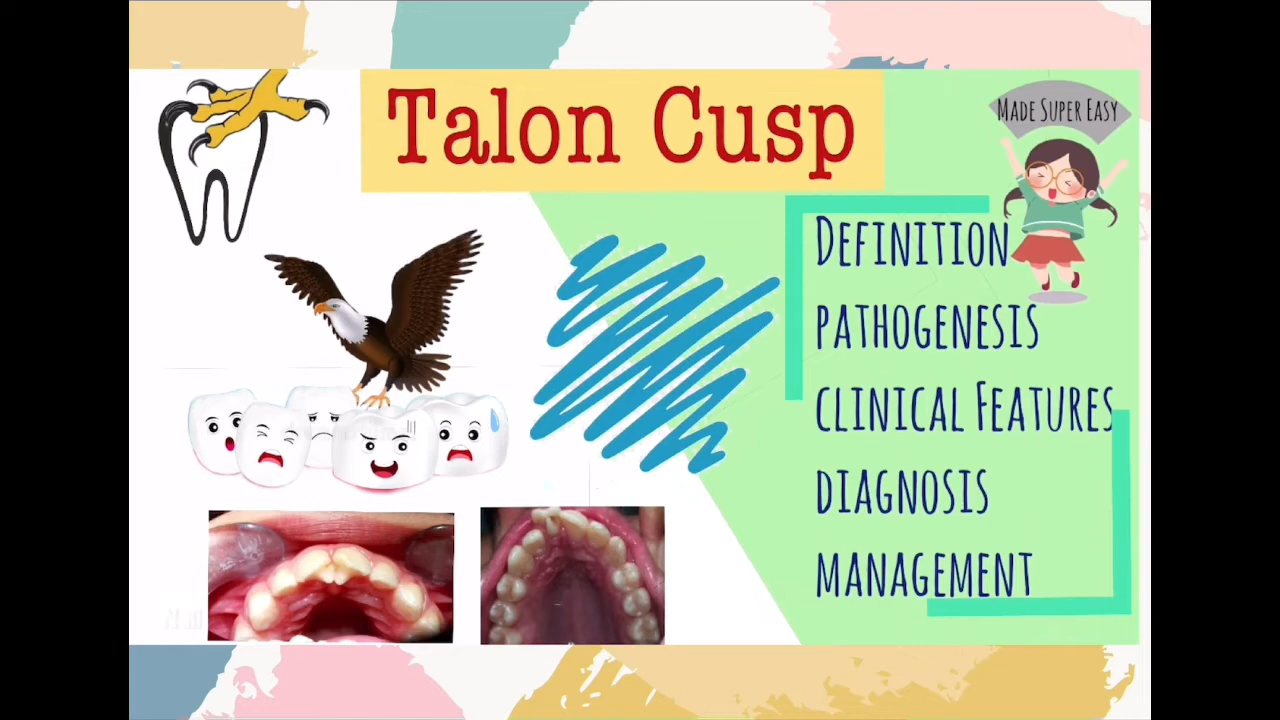 Talon Cusp
Made Super Easy
Definition
pathogenesis
clinical Features
diagnosis
management